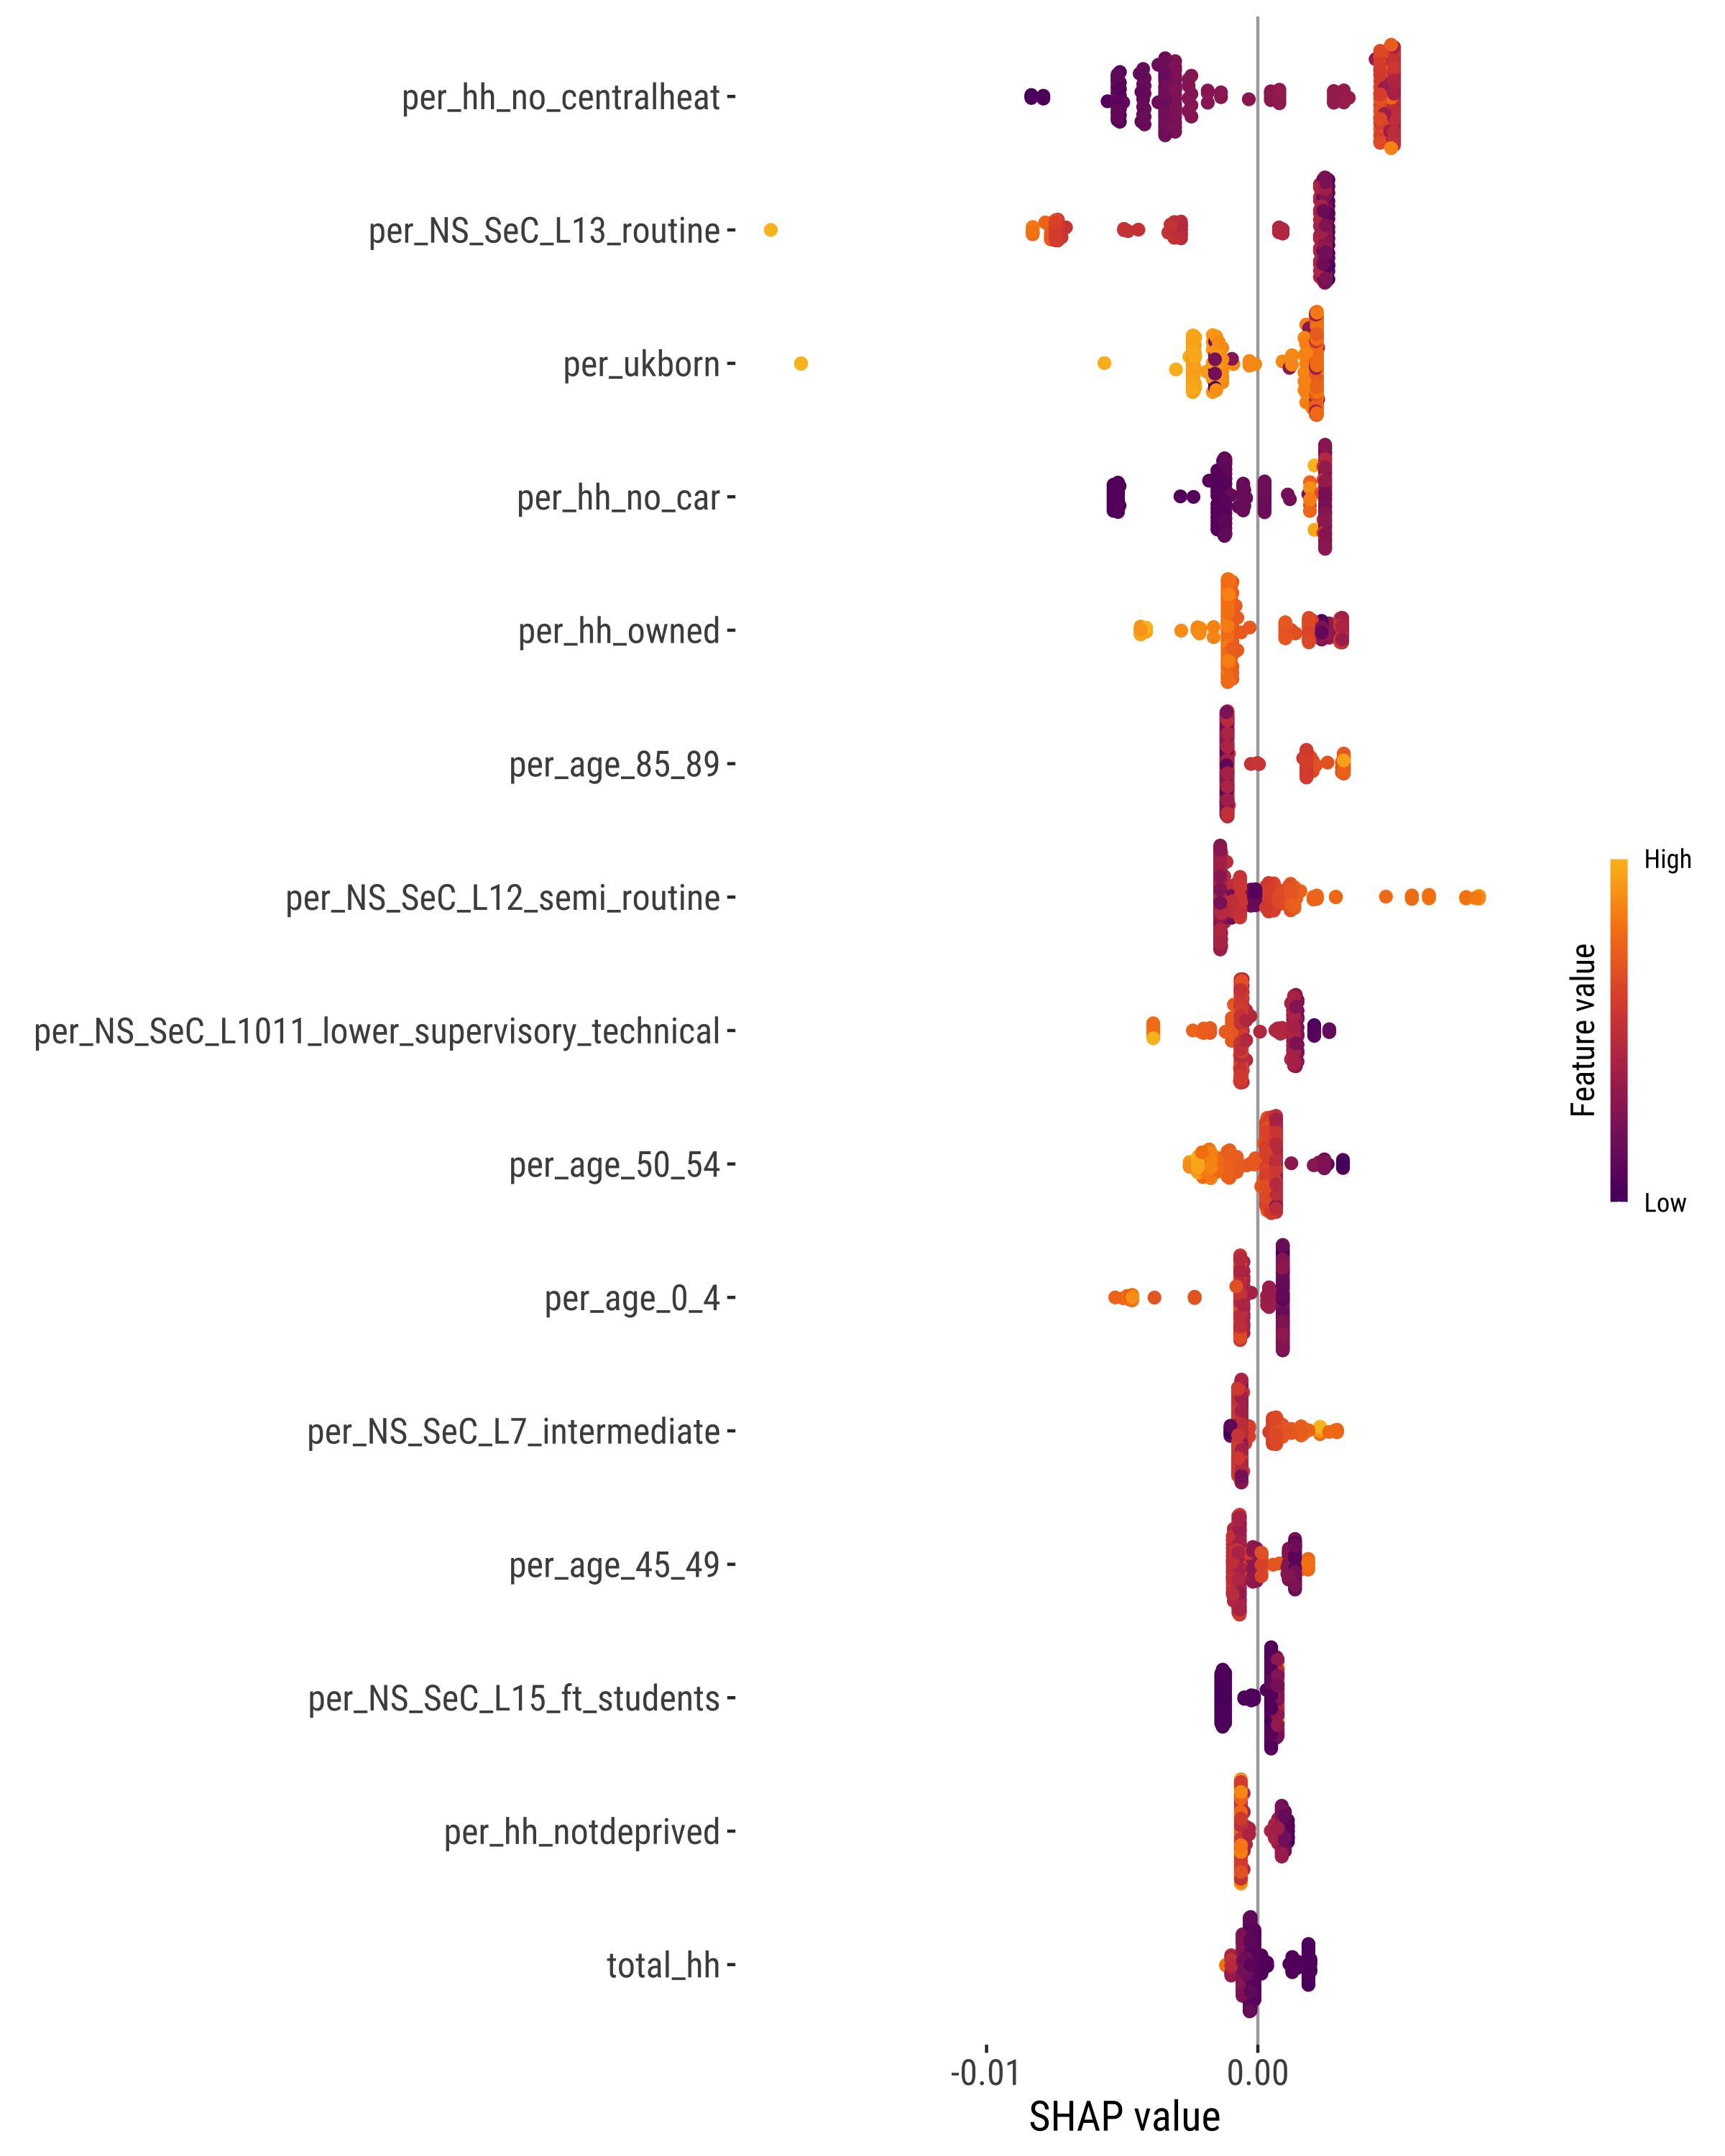 per_hh_no_centralheat
per_NS_SeC_L13_routine
per_ukborn
per_hh_no_car
per_hh_owned
per_age_85_89
per_NS_SeC_L12_semi_routine
per_NS_SeC_L1011_lower_supervisory_technical
per_age_50_54
per_age_0_4
per_NS_SeC_L7_intermediate
per_age_45_49
per_NS_SeC_L15_ft_students
per_hh_notdeprived
total_hh
-0.01 0.00
SHAP value
High
Feature value
Low